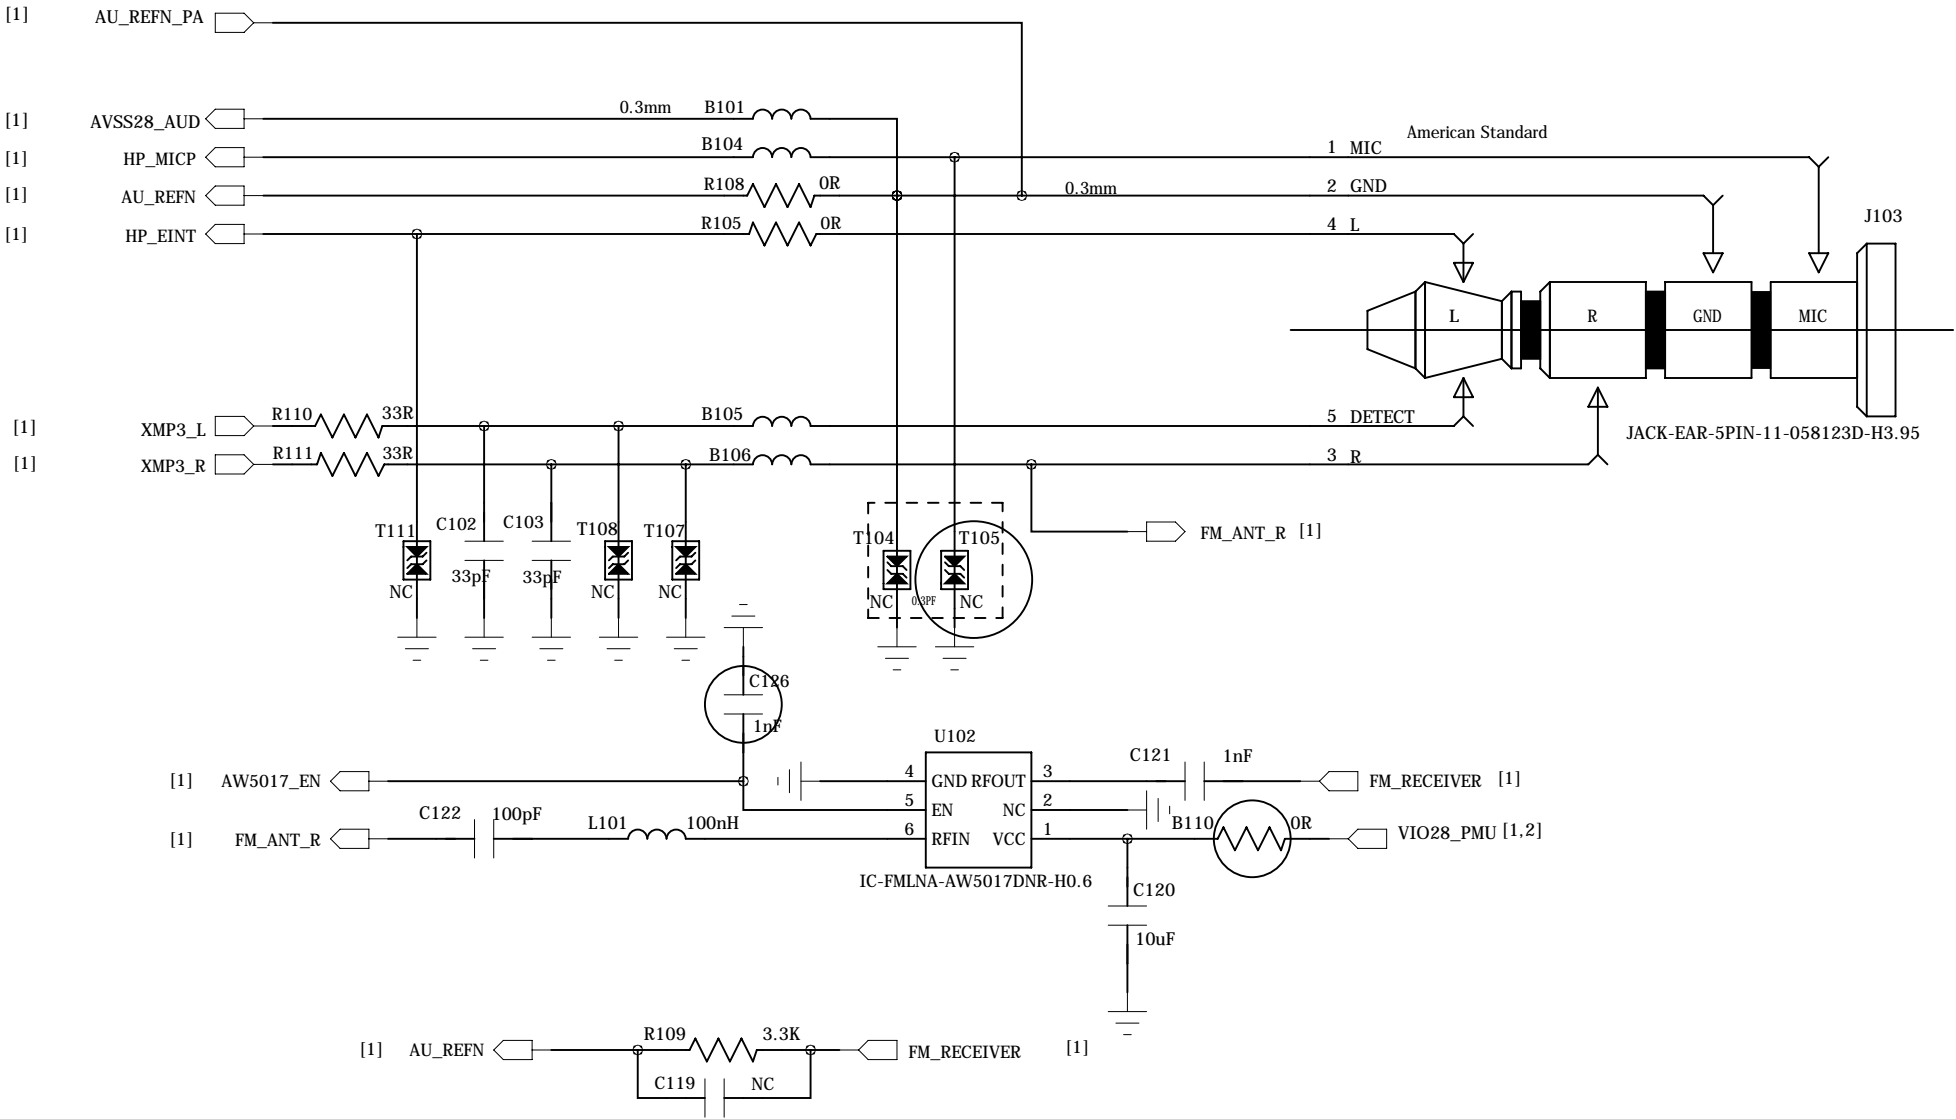 [1] AU_REFN_PA
[1] AVSS28_AUD 0.3mm B101
American Standard
[1] HP_MICP B104 1 MIC
[1] AU_REFN R108 0R 0.3mm 2 GND
[1] HP_EINT R105 0R 4 L
J103
L R GND MIC
[1] XMP3_L R110 33R B105 5 DETECT
JACK-EAR-5PIN-11-058123D-H3.95
[1] XMP3_R R111 33R B106 3 R
T111 C102 C103 T108 T107 T104 T105
FM_ANT_R [1]
33pF 33pF
NC NC NC NC 0.3PF NC
C126
1nF
U102
C121 1nF
[1] AW5017_EN 4 GND RFOUT 3 FM_RECEIVER [1]
5 EN NC 2
C122 100pF L101 100nH B110 0R
[1] FM_ANT_R 6 RFIN VCC 1 VIO28_PMU [1,2]
IC-FMLNA-AW5017DNR-H0.6
C120
10uF
R109 3.3K
[1] AU_REFN FM_RECEIVER [1]
C119 NC